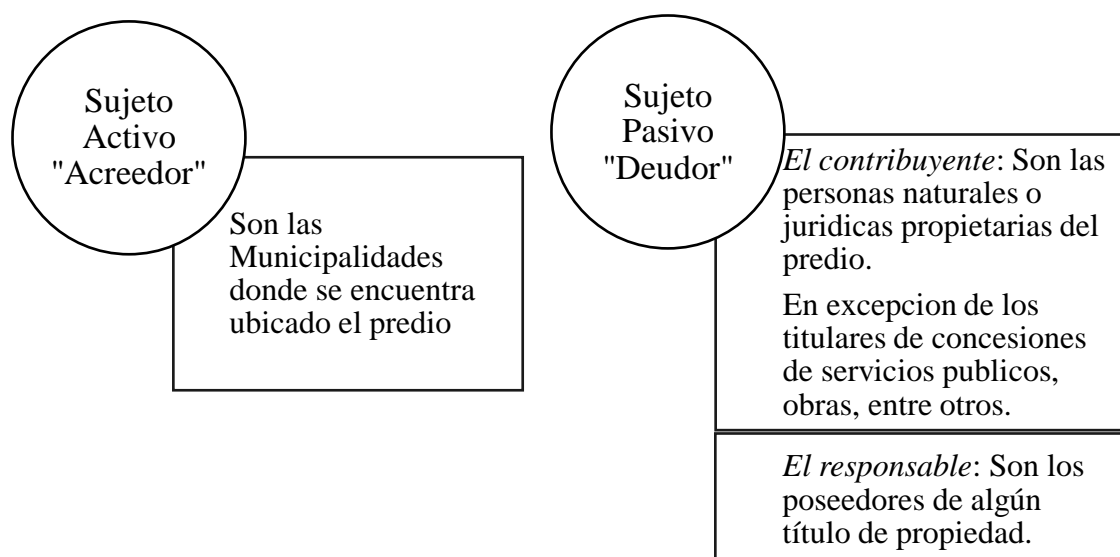 Sujeto
Activo
"Acreedor"
Son las
Municipalidades
donde se encuentra
ubicado el predio
Sujeto
Pasivo
"Deudor"
El contribuyente: Son las
personas naturales o
juridicas propietarias del
predio.
En excepcion de los
titulares de concesiones
de servicios publicos,
obras, entre otros.
El responsable: Son los
poseedores de algún
título de propiedad.